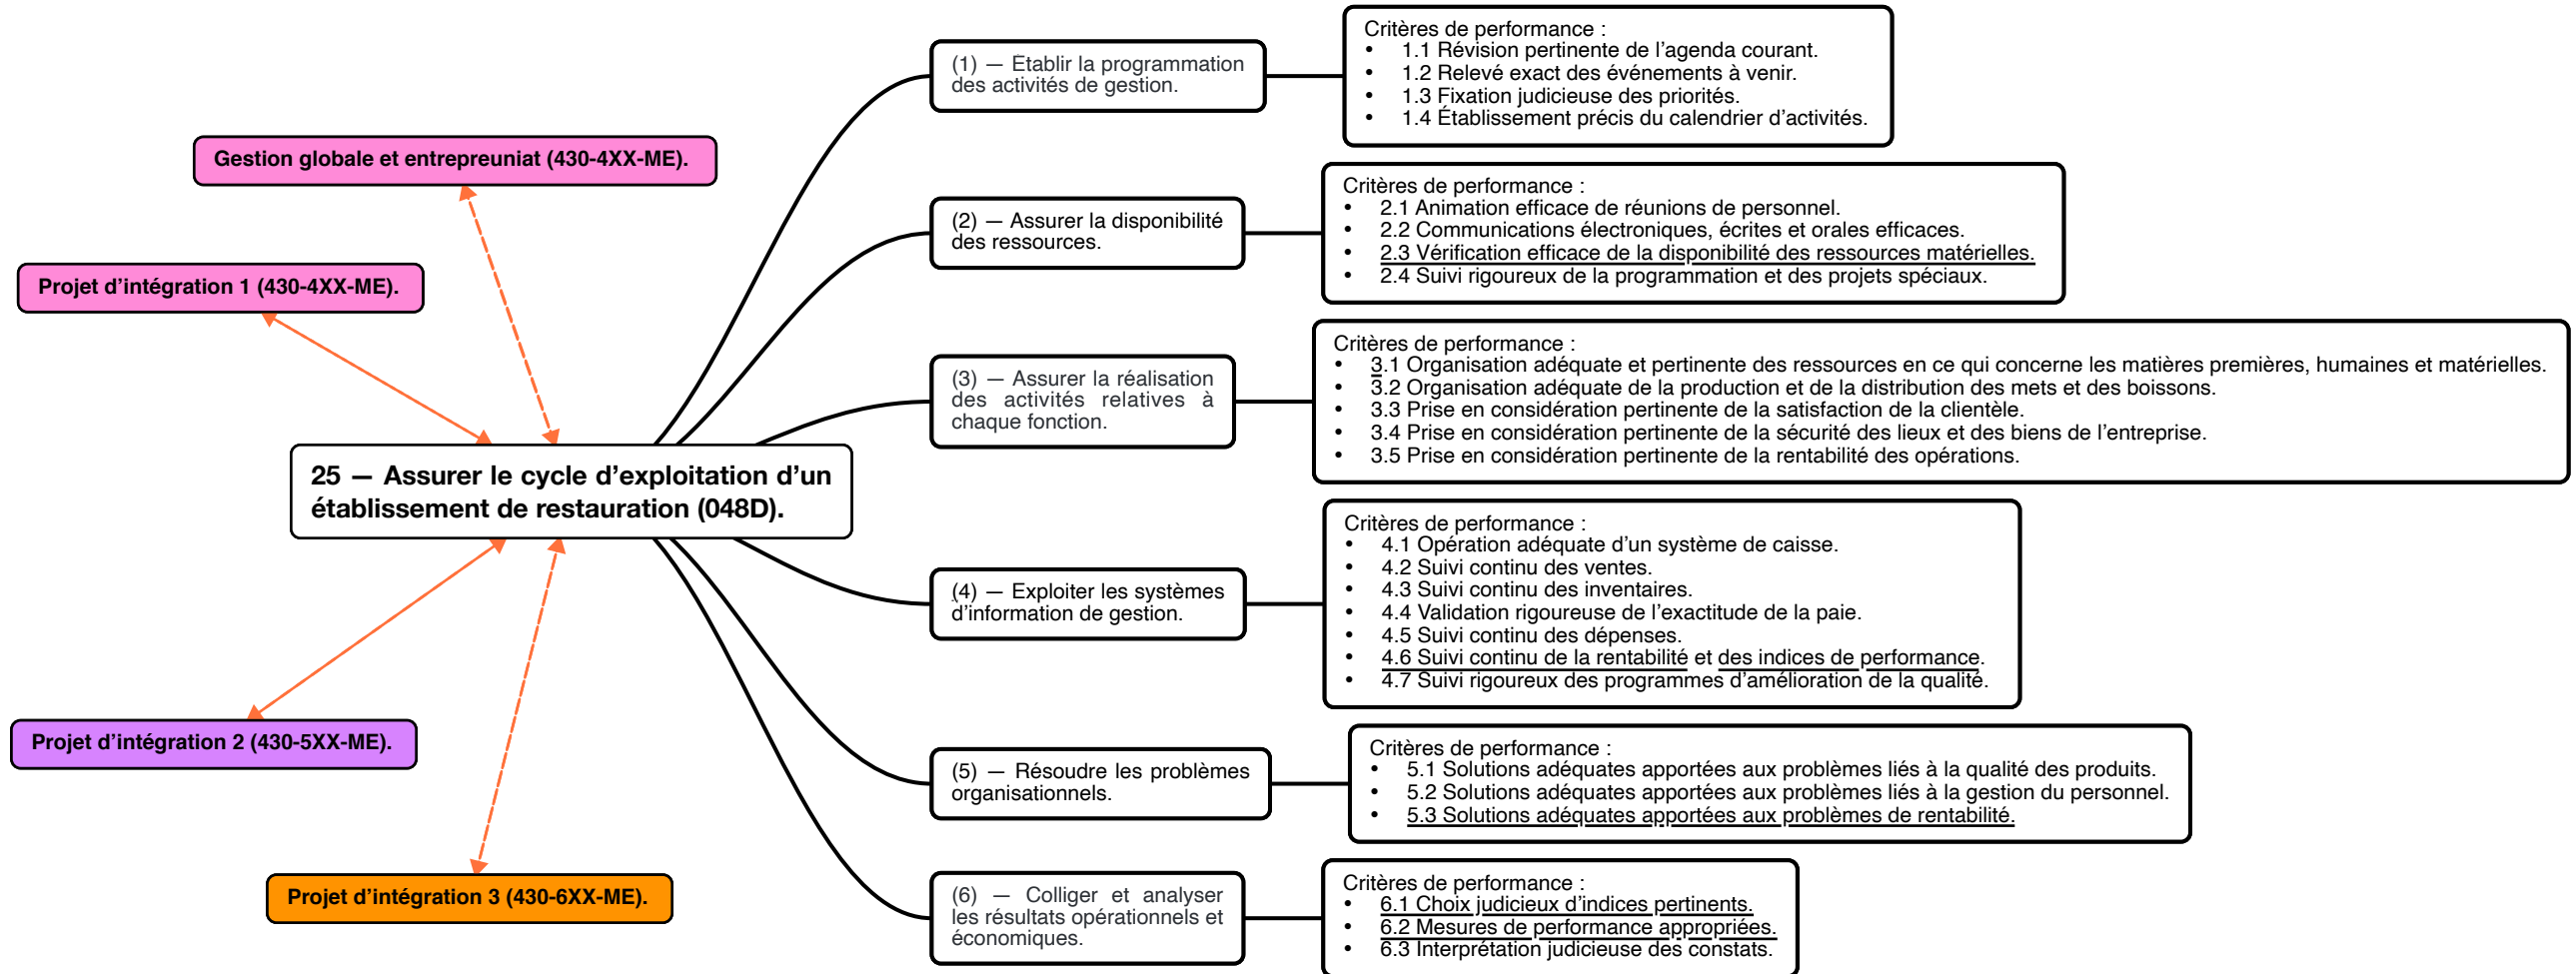 Gestion globale et entrepreuniat (430-4XX-ME).
Projet d'intégration 1 (430-4XX-ME).
25 — Assurer le cycle d'exploitation d'un
établissement de restauration (048D).
Projet d'intégration 2 (430-5XX-ME).
Projet d'intégration 3 (430-6XX-ME).
(1) — Etablir la programmation
des activités de gestion.
Critères de performance :
• 1.1 Révision pertinente de l'agenda courant.
• 1.2 Relevé exact des événements à venir.
• 1.3 Fixation judicieuse des priorités.
• 1.4 Établissement précis du calendrier d'activités.
(2) — Assurer la disponibilité
des ressources.
Critères de performance :
• 2.1 Animation efficace de réunions de personnel.
• 2.2 Communications électroniques, écrites et orales efficaces.
• 2.3 Vérification efficace de la disponibilité des ressources matérielles.
• 2.4 Suivi rigoureux de la programmation et des projets spéciaux.
(3) — Assurer la réalisation
des activités relatives à
chaque fonction.
Critères de performance :
• 3.1 Organisation adéquate et pertinente des ressources en ce qui concerne les matières premières, humaines et matérielles.
• 3.2 Organisation adéquate de la production et de la distribution des mets et des boissons.
• 3.3 Prise en considération pertinente de la satisfaction de la clientèle.
• 3.4 Prise en considération pertinente de la sécurité des lieux et des biens de l'entreprise.
• 3.5 Prise en considération pertinente de la rentabilité des opérations.
(4) — Exploiter les systèmes
d'information de gestion.
Critères de performance :
• 4.1 Opération adéquate d'un système de caisse.
• 4.2 Suivi continu des ventes.
• 4.3 Suivi continu des inventaires.
• 4.4 Validation rigoureuse de l'exactitude de la paie.
• 4.5 Suivi continu des dépenses.
• 4.6 Suivi continu de la rentabilité et des indices de performance.
• 4.7 Suivi rigoureux des programmes d'amélioration de la qualité.
(5) — Résoudre les problèmes
organisationnels.
Critères de performance :
• 5.1 Solutions adéquates apportées aux problèmes liés à la qualité des produits.
• 5.2 Solutions adéquates apportées aux problèmes liés à la gestion du personnel.
• 5.3 Solutions adéquates apportées aux problèmes de rentabilité.
(6) — Colliger et analyser
les résultats opérationnels et
économiques.
Critères de performance :
• 6.1 Choix judicieux d'indices pertinents.
• 6.2 Mesures de performance appropriées.
• 6.3 Interprétation judicieuse des constats.